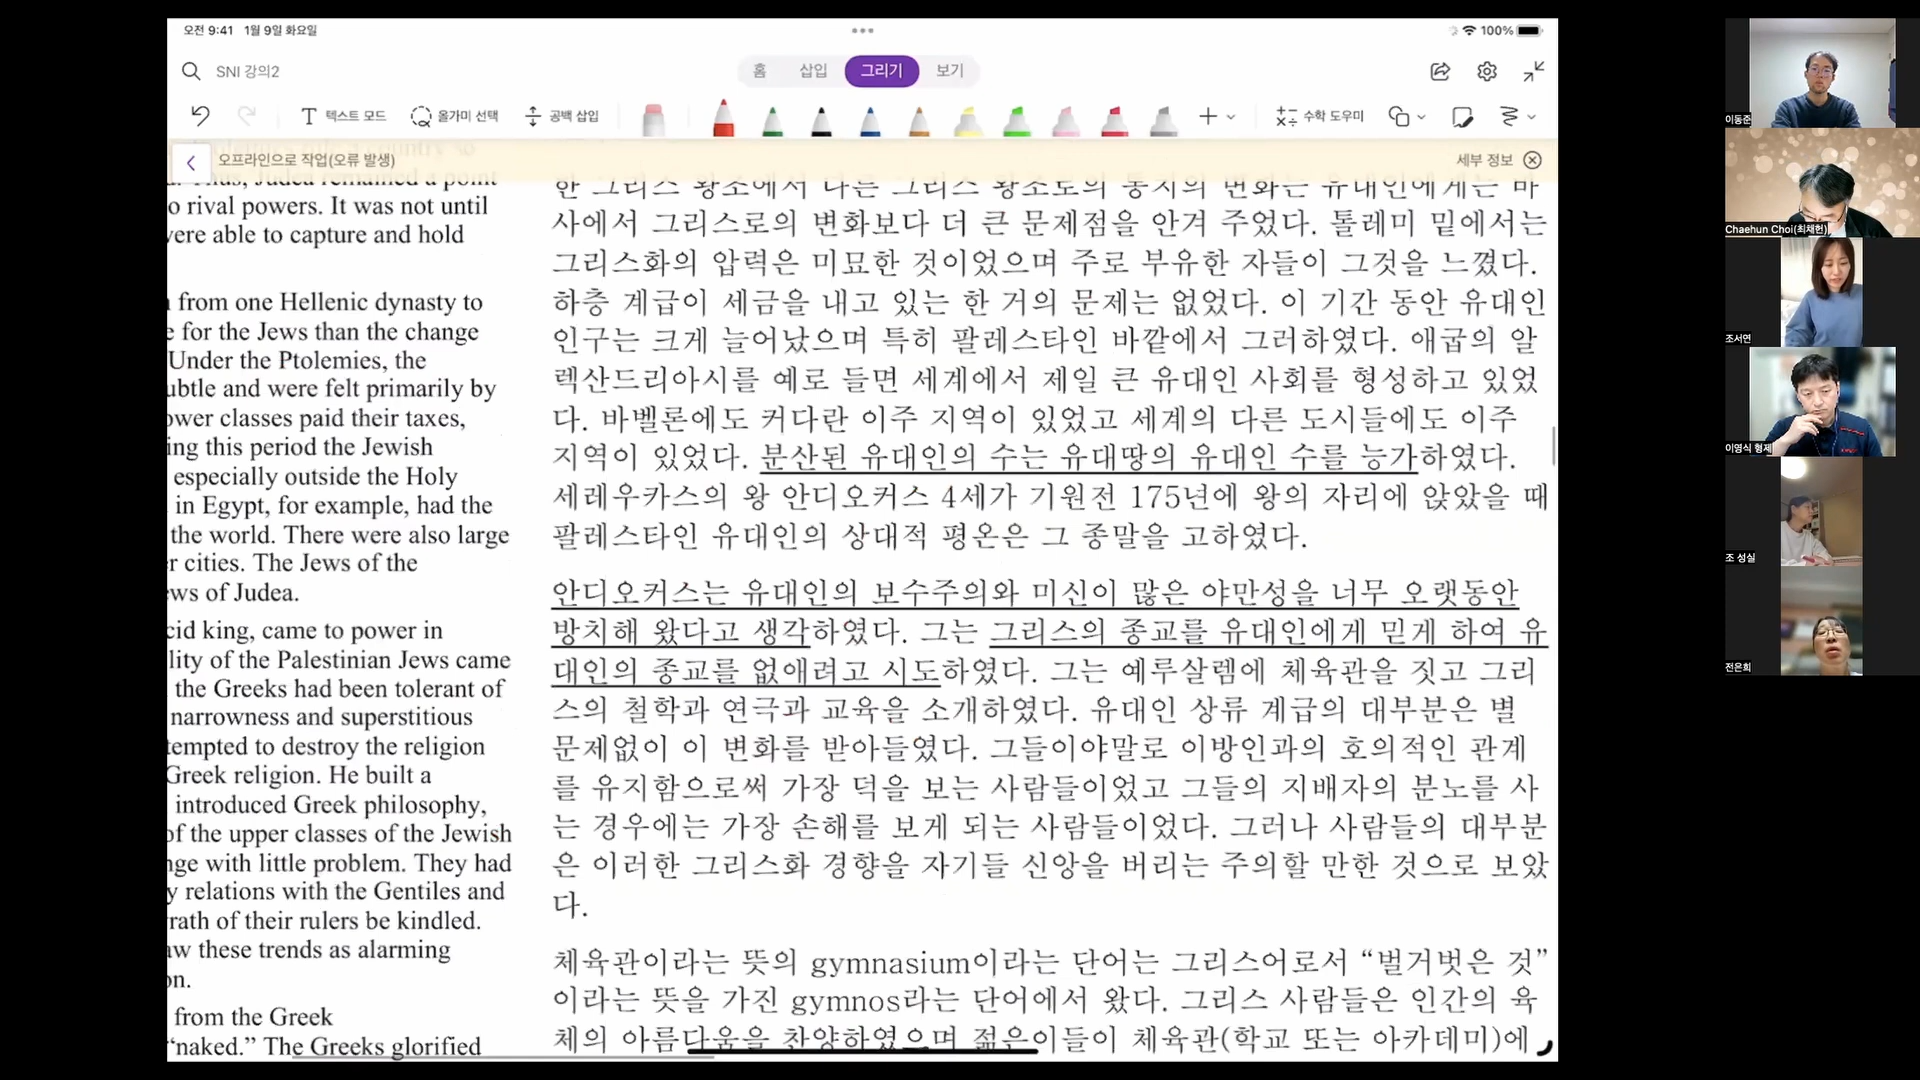 오전 9:41 1월 9일 화요일
100%
SNI 강의2
홈 삽입 그리기 보기
텍스트 모드 올가미 선택 공백 삽입 수학 도우미
오프라인으로 작업(오류 발생) 세부 정보
Thus, Judea remained a point
o rival powers. It was not until
vere able to capture and hold
from one Hellenic dynasty to
e for the Jews than the change
Under the Ptolemies, the
ubtle and were felt primarily by
ower classes paid their taxes,
ing this period the Jewish
especially outside the Holy
in Egypt, for example, had the
the world. There were also large
r cities. The Jews of the
ews of Judea.
cid king, came to power in
lity of the Palestinian Jews came
the Greeks had been tolerant of
narrowness and superstitious
tempted to destroy the religion
Greek religion. He built a
introduced Greek philosophy,
of the upper classes of the Jewish
nge with little problem. They had
y relations with the Gentiles and
rath of their rulers be kindled.
aw these trends as alarming
on.
from the Greek
“naked.” The Greeks glorified
한 그리스 왕조에서 다른 그리스 왕조로의 통치의 변화는 유대인에게는 바
사에서 그리스로의 변화보다 더 큰 문제점을 안겨 주었다. 톨레미 밑에서는
그리스화의 압력은 미묘한 것이었으며 주로 부유한 자들이 그것을 느꼈다.
하층 계급이 세금을 내고 있는 한 거의 문제는 없었다. 이 기간 동안 유대인
인구는 크게 늘어났으며 특히 팔레스타인 바깥에서 그러하였다. 애굽의 알
렉산드리아시를 예로 들면 세계에서 제일 큰 유대인 사회를 형성하고 있었
다. 바벨론에도 커다란 이주 지역이 있었고 세계의 다른 도시들에도 이주
지역이 있었다. 분산된 유대인의 수는 유대땅의 유대인 수를 능가하였다.
세레우카스의 왕 안디오커스 4세가 기원전 175년에 왕의 자리에 앉았을 때
팔레스타인 유대인의 상대적 평온은 그 종말을 고하였다.
안디오커스는 유대인의 보수주의와 미신이 많은 야만성을 너무 오랫동안
방치해 왔다고 생각하였다. 그는 그리스의 종교를 유대인에게 믿게 하여 유
대인의 종교를 없애려고 시도하였다. 그는 예루살렘에 체육관을 짓고 그리
스의 철학과 연극과 교육을 소개하였다. 유대인 상류 계급의 대부분은 별
문제없이 이 변화를 받아들였다. 그들이야말로 이방인과의 호의적인 관계
를 유지함으로써 가장 덕을 보는 사람들이었고 그들의 지배자의 분노를 사
는 경우에는 가장 손해를 보게 되는 사람들이었다. 그러나 사람들의 대부분
은 이러한 그리스화 경향을 자기들 신앙을 버리는 주의할 만한 것으로 보았
다.
체육관이라는 뜻의 gymnasium이라는 단어는 그리스어로서 “벌거벗은 것”
이라는 뜻을 가진 gymnos라는 단어에서 왔다. 그리스 사람들은 인간의 육
체의 아름다움을 찬양하였으며 젊은이들이 체육관(학교 또는 아카데미)에
이동준
Chaehun Choi(최채헌)
조서연
이영식 형제
조 성실
전은희